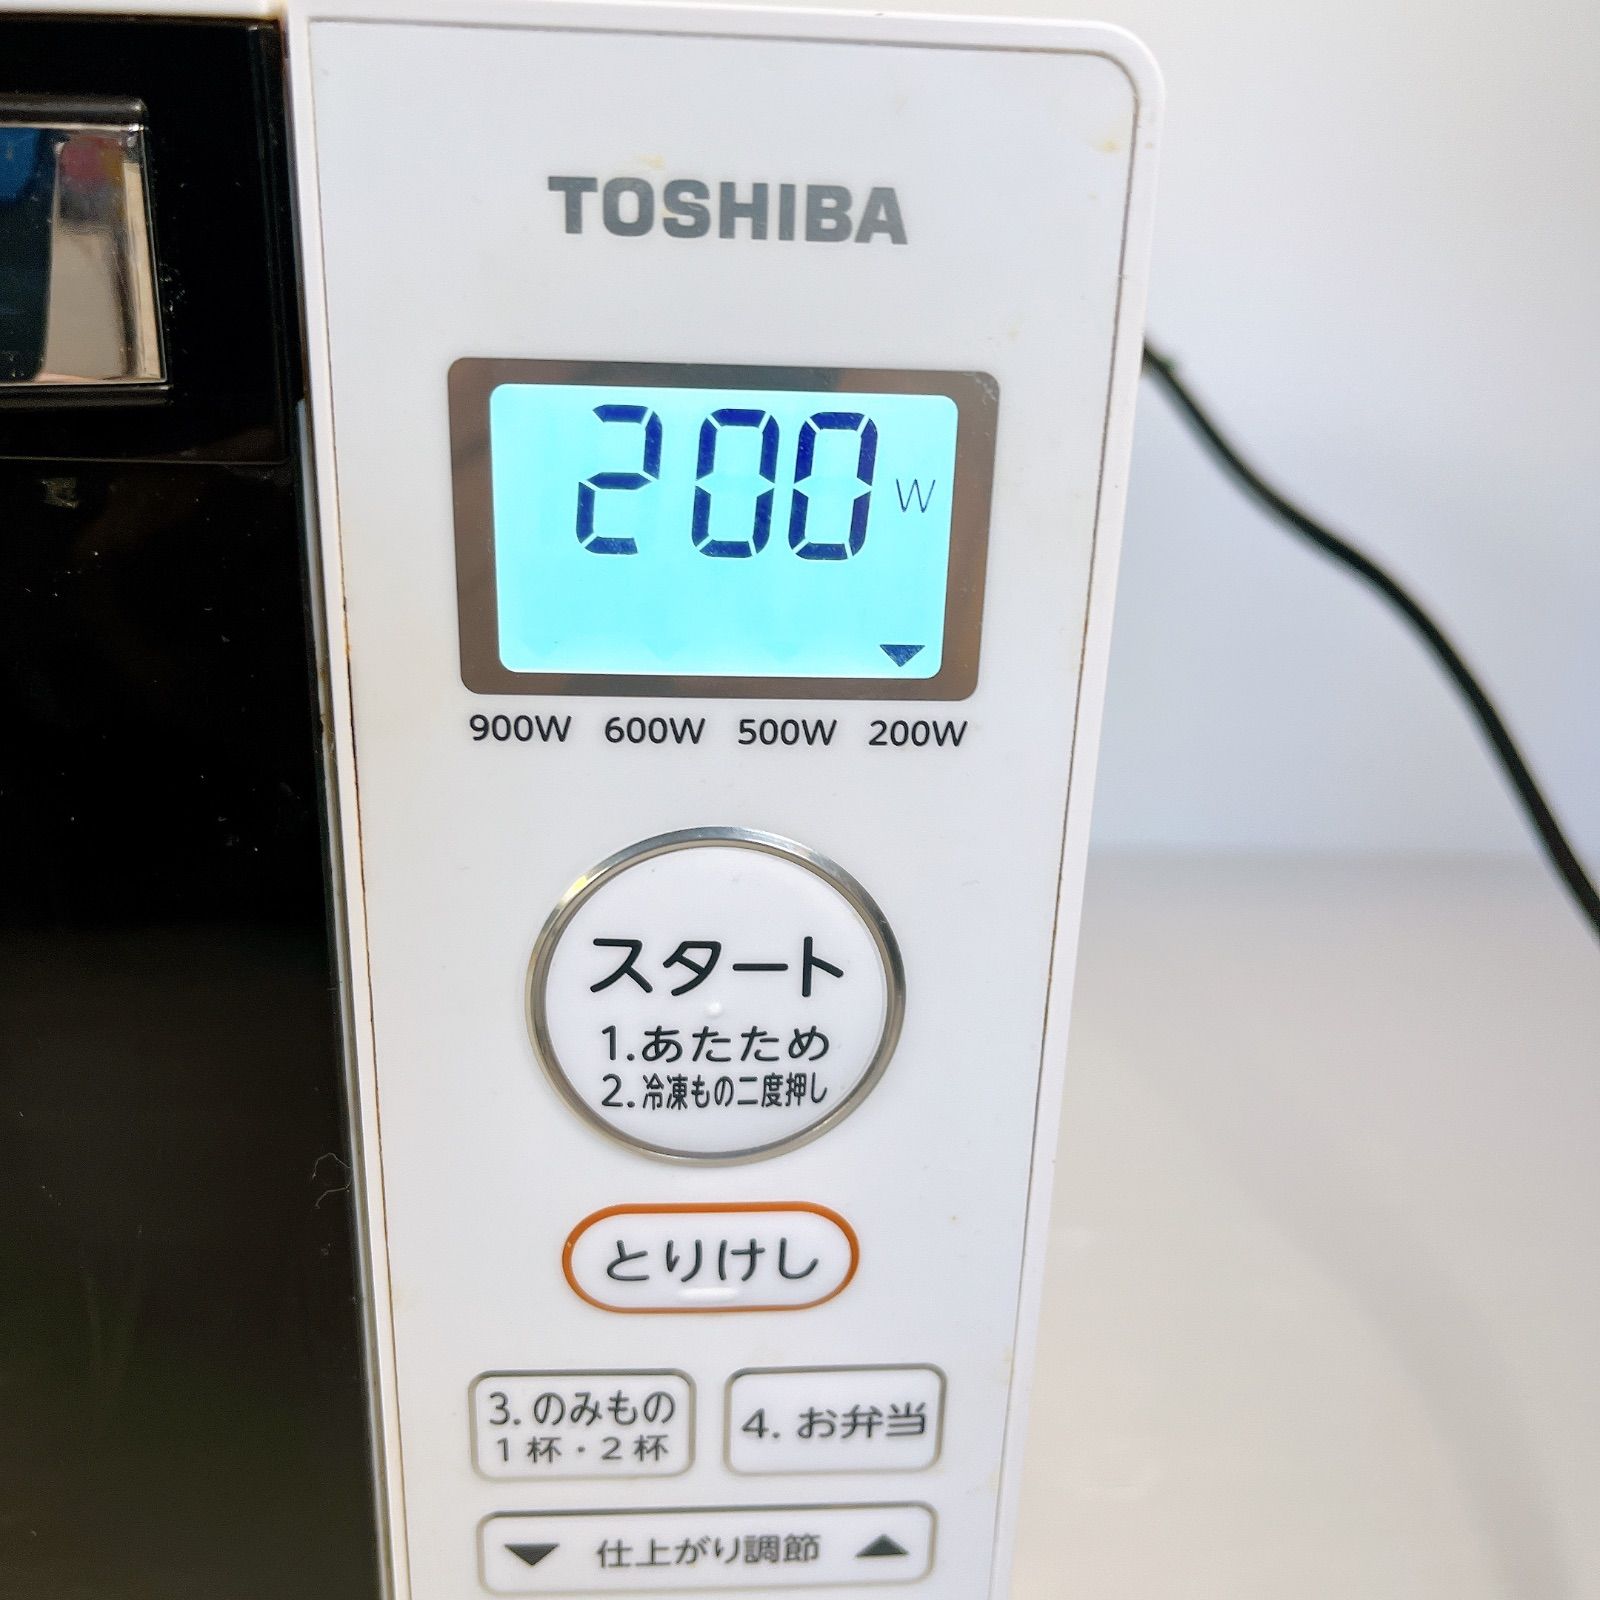 TOSHIBA
200 W
900W 600W 500W 200W
スタート
1.あたため
2.冷凍もの二度押し
とりけし
3.のみもの
1杯・2杯
4.お弁当
▼ 仕上がり調節 ▲